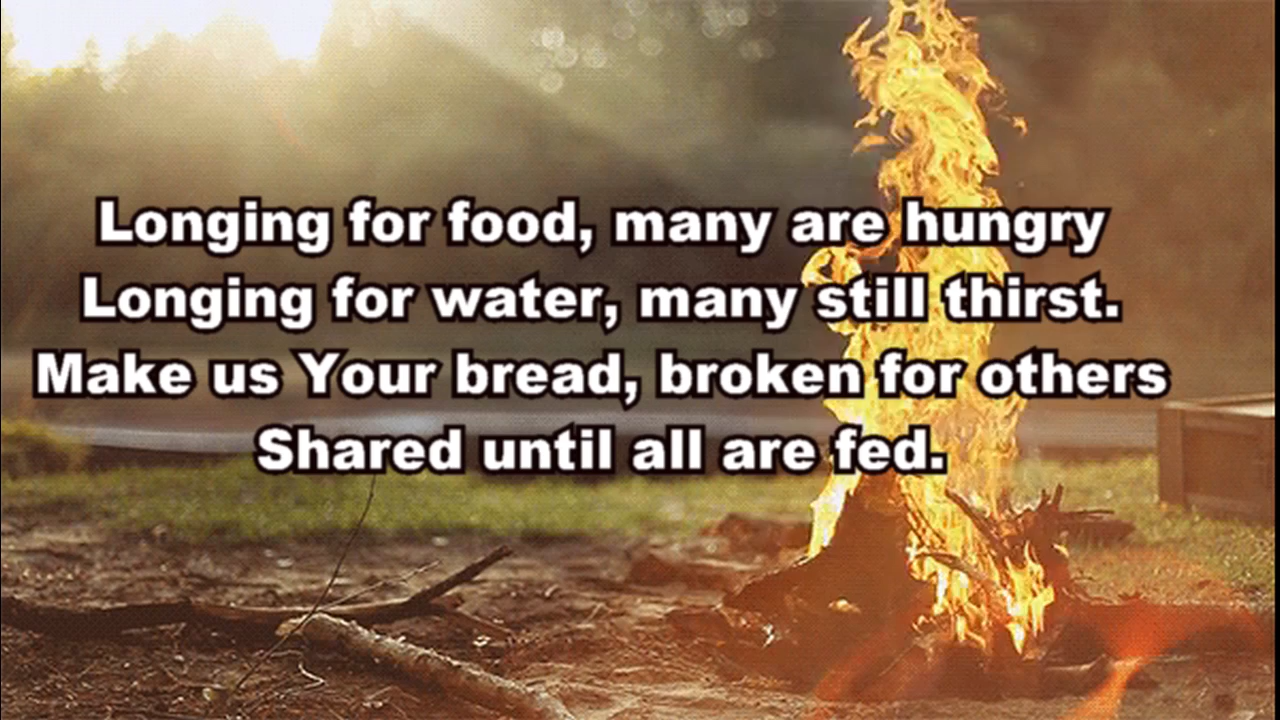 Longing for food, many are hungry
Longing for water, many still thirst.
Make us Your bread, broken for others
Shared until all are fed.